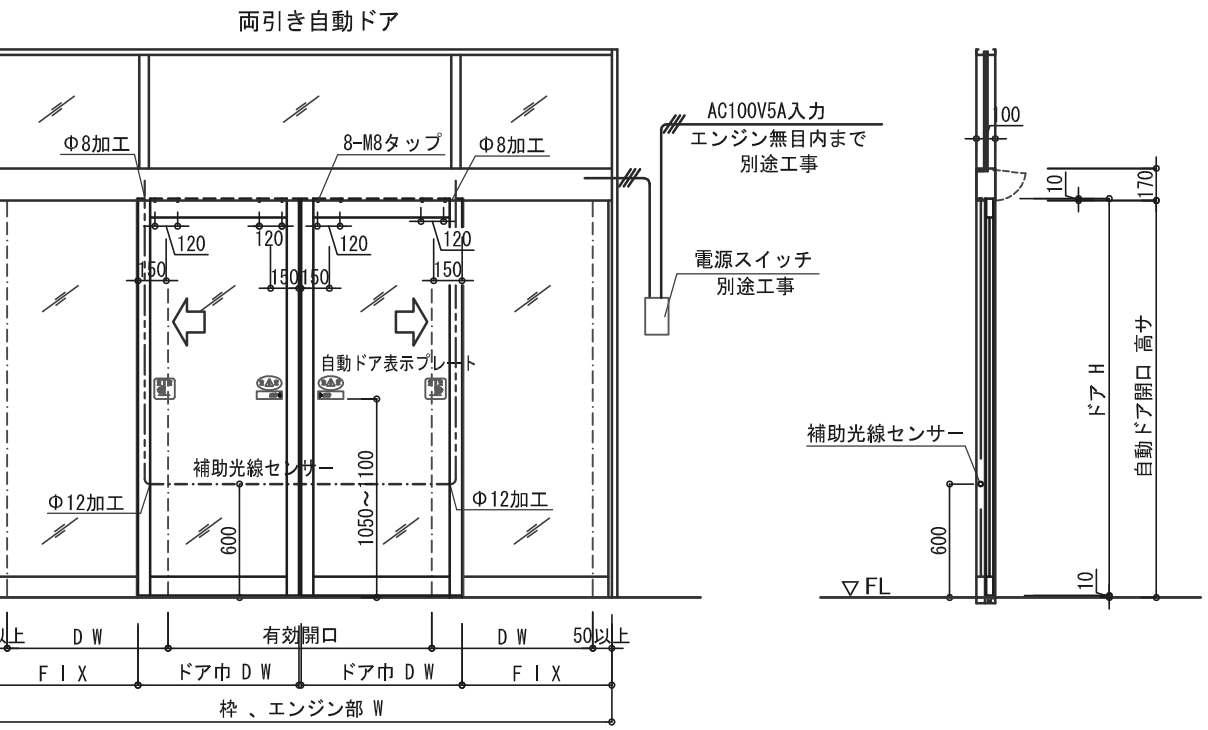 両引き自動ドア
AC100V5A入力
エンジン無目内まで
別途工事
100
Φ8加工
8-M8タップ
Φ8加工
10
170
120
120
120
120
150
150
150
150
電源スイッチ
別途工事
自動ドア表示プレート
ドア H
自動ドア開口 高サ
補助光線センサー
補助光線センサー
Φ12加工
Φ12加工
600
1050～1100
600
10
▽FL
以上
D W
有効開口
D W
50以上
F I X
ドア巾 D W
ドア巾 D W
F I X
枠 、エンジン部 W